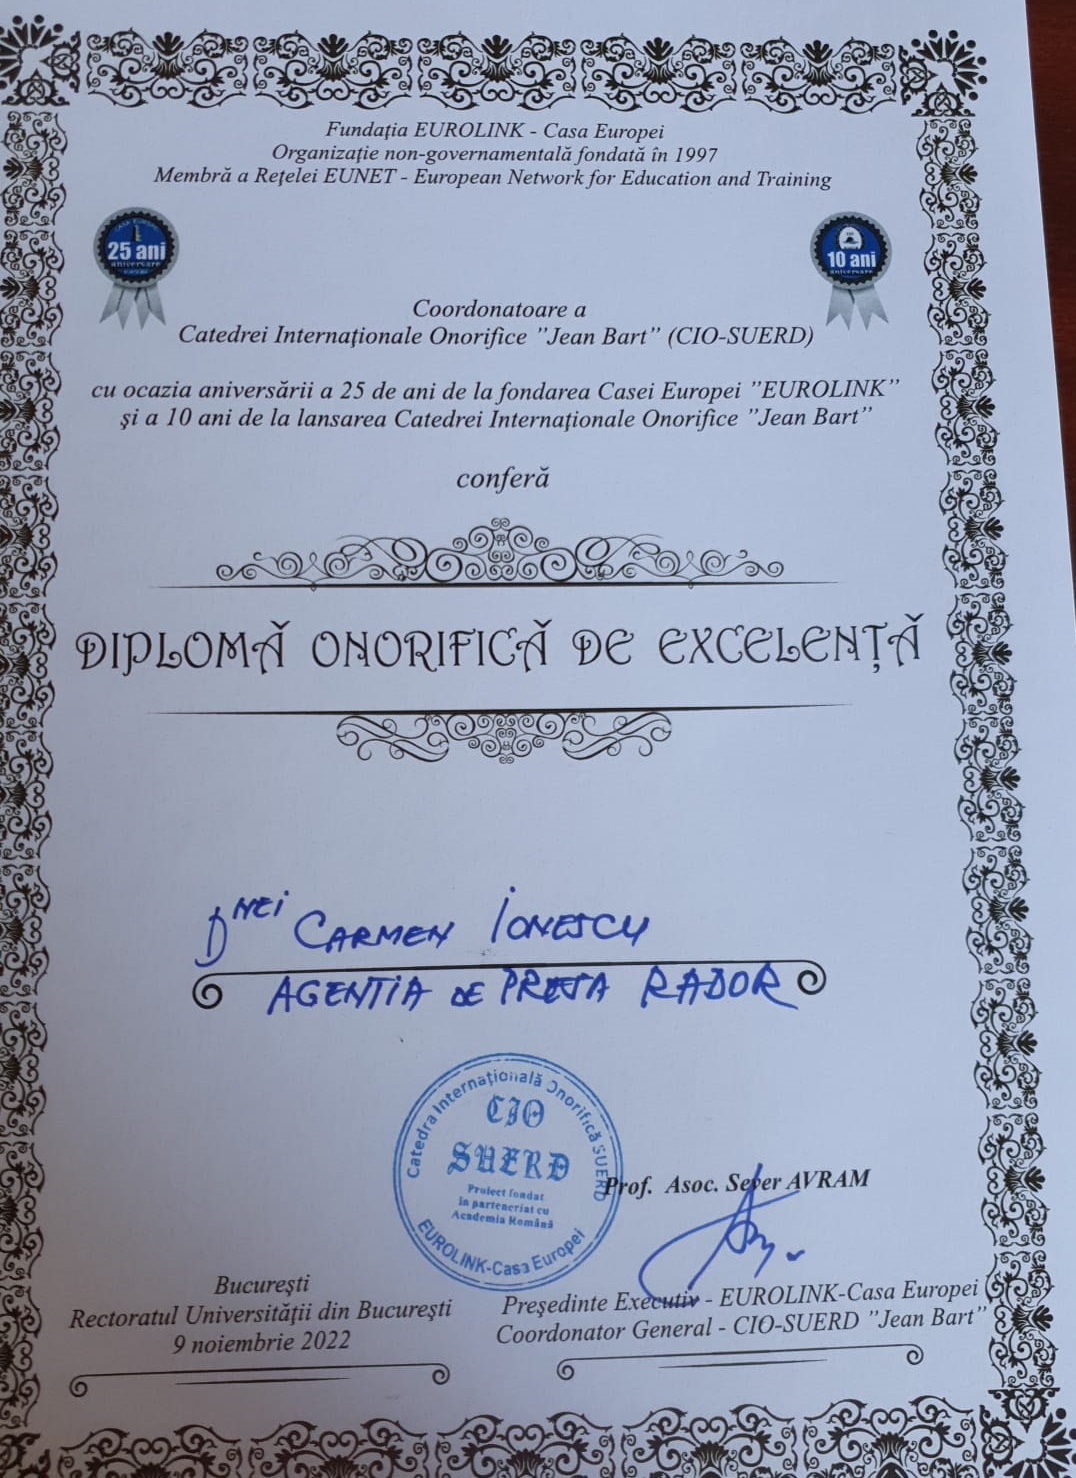 Fundația EUROLINK - Casa Europei
Organizație non-guvernamentală fondată în 1997
Membră a Rețelei EUNET - European Network for Education and Training
25 ani
aniversare
10 ani
aniversare
Coordonatoare a
Catedrei Internaționale Onorifice "Jean Bart" (CIO-SUERD)
cu ocazia aniversării a 25 de ani de la fondarea Casei Europei "EUROLINK"
și a 10 ani de la lansarea Catedrei Internaționale Onorifice "Jean Bart"
conferă
DIPLOMĂ ONORIFICĂ DE EXCELENȚĂ
DNEI CARMEN IONESCU
AGENTIA DE PRESA RADOR
Catedra Internațională Onorifică SUERD
CIO
SUERD
Proiect fondat
în parteneriat cu
Academia Română
EUROLINK-Casa Europei
Prof. Asoc. Sever AVRAM
București
Rectoratul Universității din București
9 noiembrie 2022
Președinte Executiv - EUROLINK-Casa Europei
Coordonator General - CIO-SUERD "Jean Bart"